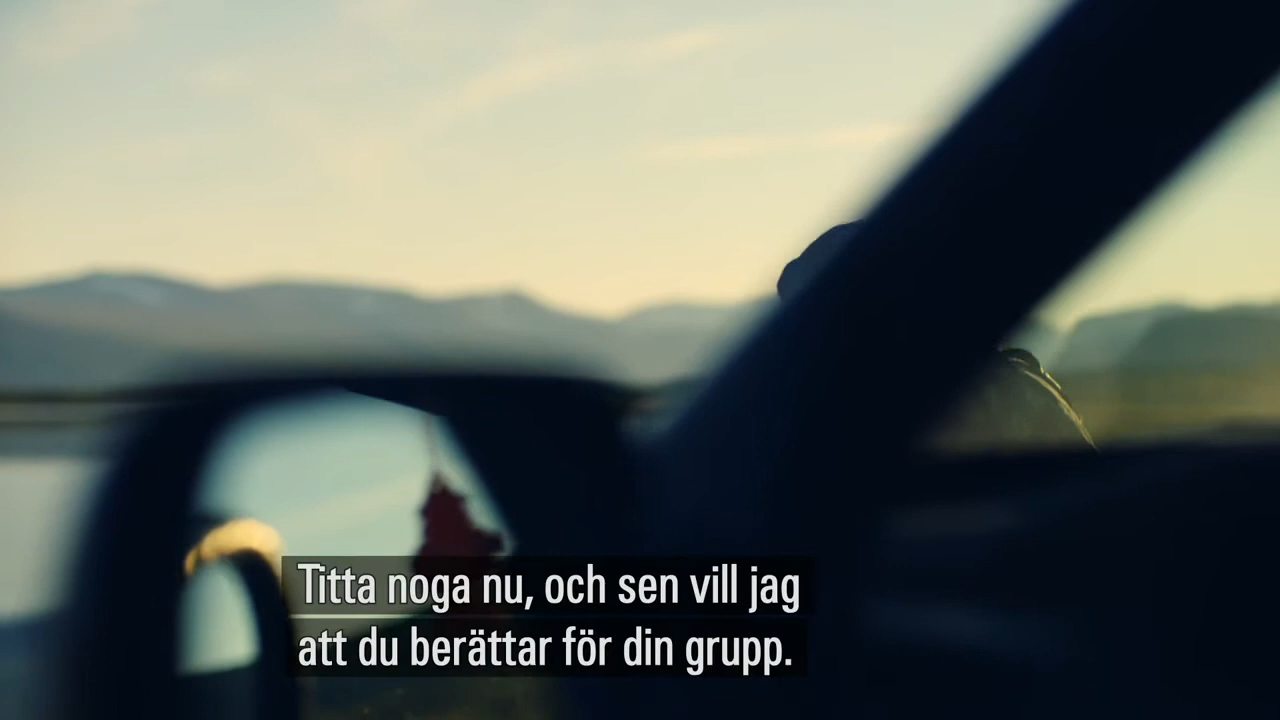 Titta noga nu, och sen vill jag
att du berättar för din grupp.